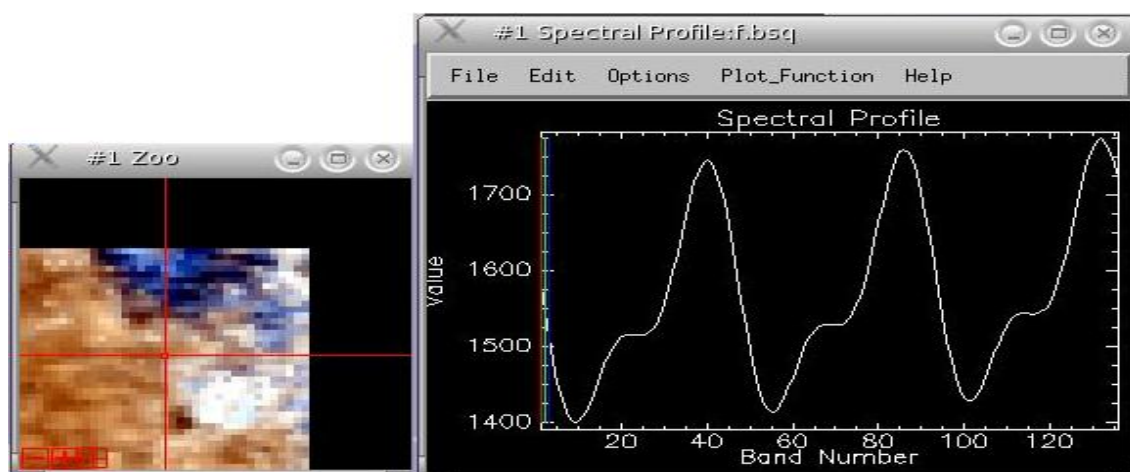 #1 Zoo
#1 Spectral Profile:f.bsq
File Edit Options Plot_Function Help
Spectral Profile
1700
1600
1500
1400
Value
20 40 60 80 100 120
Band Number